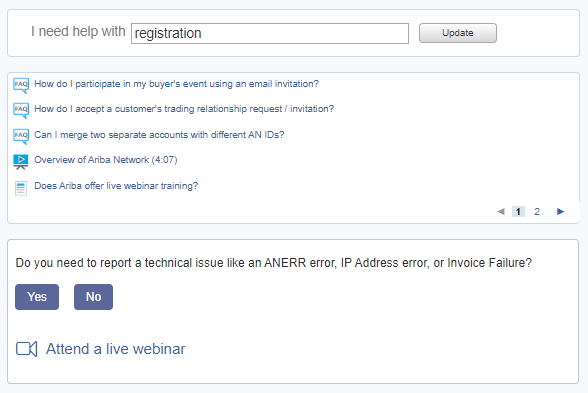 I need help with registration Update
FAQ How do I participate in my buyer's event using an email invitation?
FAQ How do I accept a customer's trading relationship request / invitation?
FAQ Can I merge two separate accounts with different AN IDs?
Overview of Ariba Network (4:07)
Does Ariba offer live webinar training?
◄ 1 2 ►
Do you need to report a technical issue like an ANERR error, IP Address error, or Invoice Failure?
Yes No
Attend a live webinar